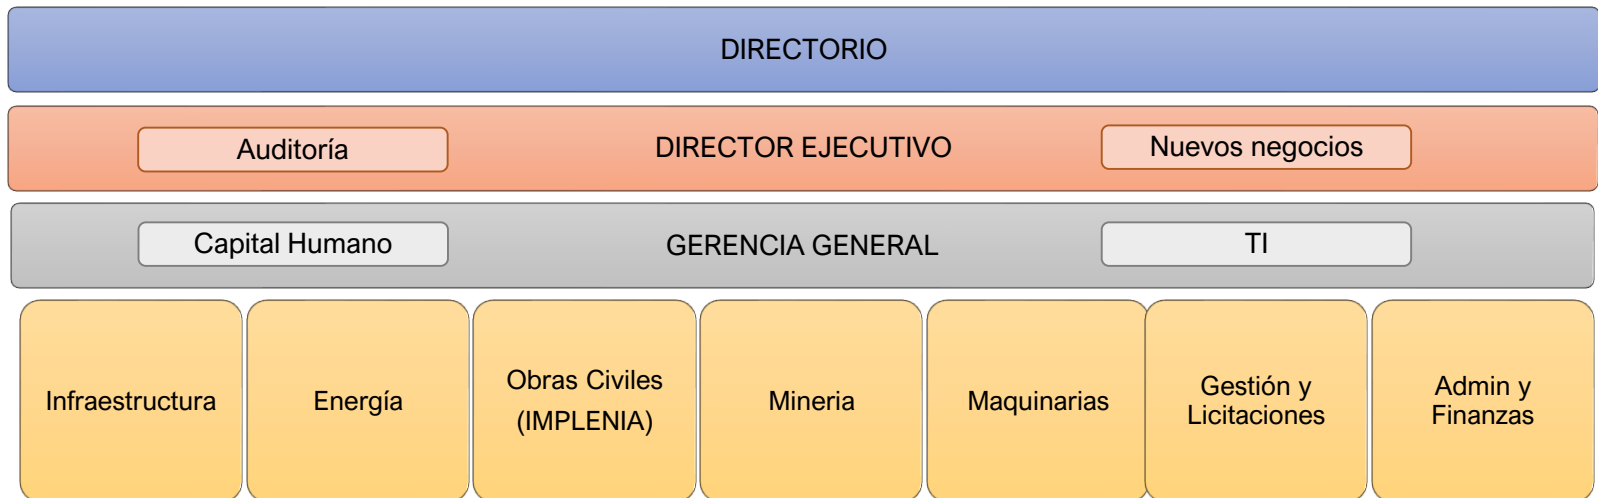 DIRECTORIO
Auditoría
DIRECTOR EJECUTIVO
Nuevos negocios
Capital Humano
GERENCIA GENERAL
TI
Infraestructura
Energía
Obras Civiles
(IMPLENIA)
Mineria
Maquinarias
Gestión y
Licitaciones
Admin y
Finanzas